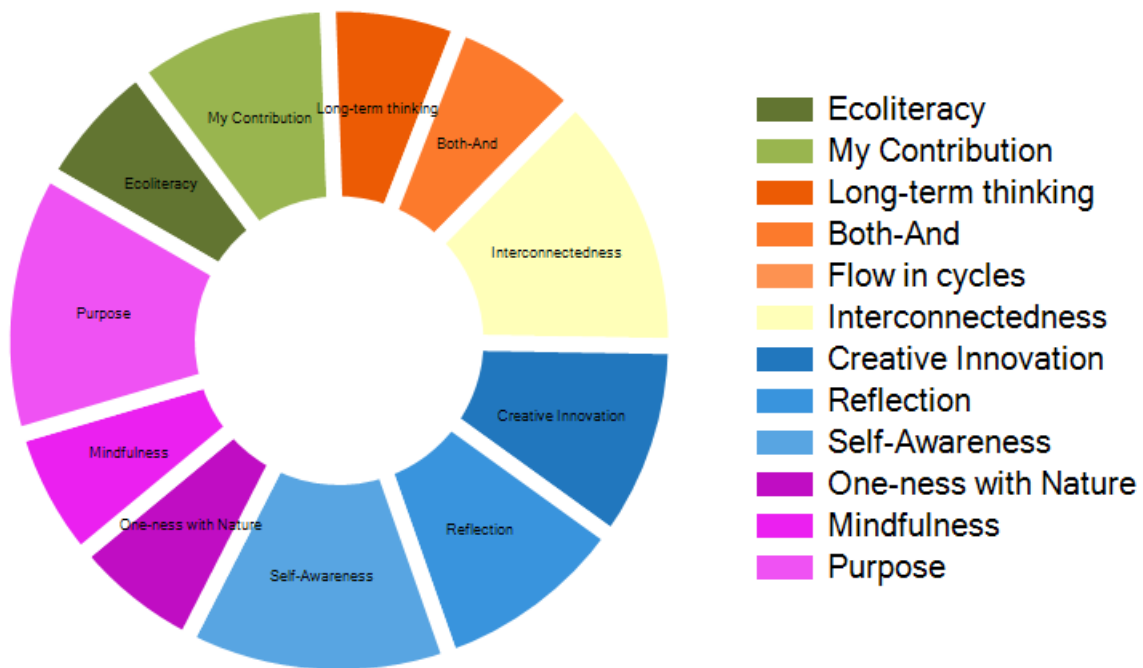 My Contribution
Long-term thinking
Both-And
Ecoliteracy
Interconnectedness
Purpose
Creative Innovation
Mindfulness
One-ness with Nature
Reflection
Self-Awareness
Ecoliteracy
My Contribution
Long-term thinking
Both-And
Flow in cycles
Interconnectedness
Creative Innovation
Reflection
Self-Awareness
One-ness with Nature
Mindfulness
Purpose